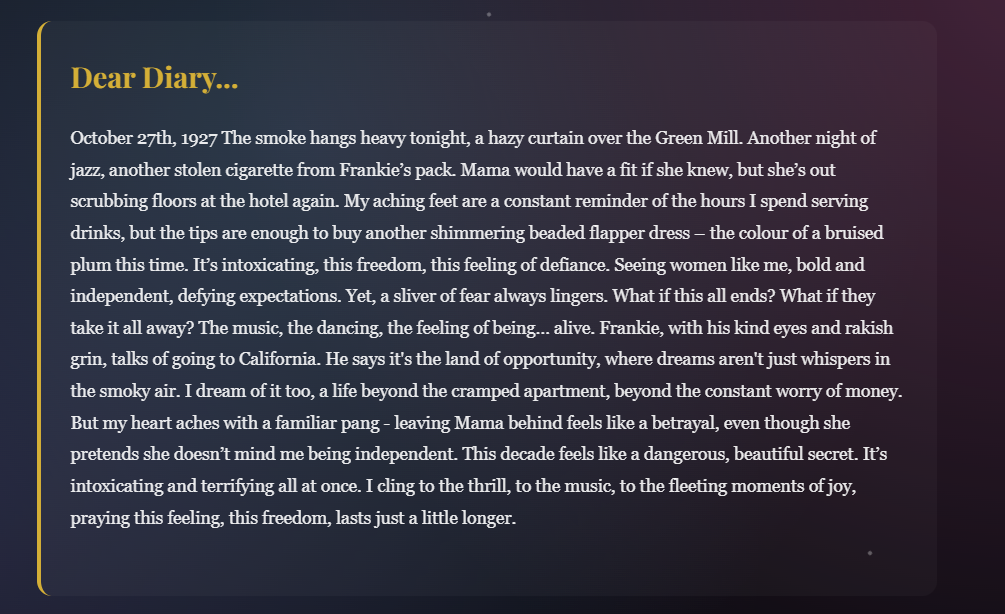 Dear Diary...
October 27th, 1927 The smoke hangs heavy tonight, a hazy curtain over the Green Mill. Another night of
jazz, another stolen cigarette from Frankie’s pack. Mama would have a fit if she knew, but she’s out
scrubbing floors at the hotel again. My aching feet are a constant reminder of the hours I spend serving
drinks, but the tips are enough to buy another shimmering beaded flapper dress – the colour of a bruised
plum this time. It’s intoxicating, this freedom, this feeling of defiance. Seeing women like me, bold and
independent, defying expectations. Yet, a sliver of fear always lingers. What if this all ends? What if they
take it all away? The music, the dancing, the feeling of being... alive. Frankie, with his kind eyes and rakish
grin, talks of going to California. He says it's the land of opportunity, where dreams aren't just whispers in
the smoky air. I dream of it too, a life beyond the cramped apartment, beyond the constant worry of money.
But my heart aches with a familiar pang - leaving Mama behind feels like a betrayal, even though she
pretends she doesn’t mind me being independent. This decade feels like a dangerous, beautiful secret. It’s
intoxicating and terrifying all at once. I cling to the thrill, to the music, to the fleeting moments of joy,
praying this feeling, this freedom, lasts just a little longer.